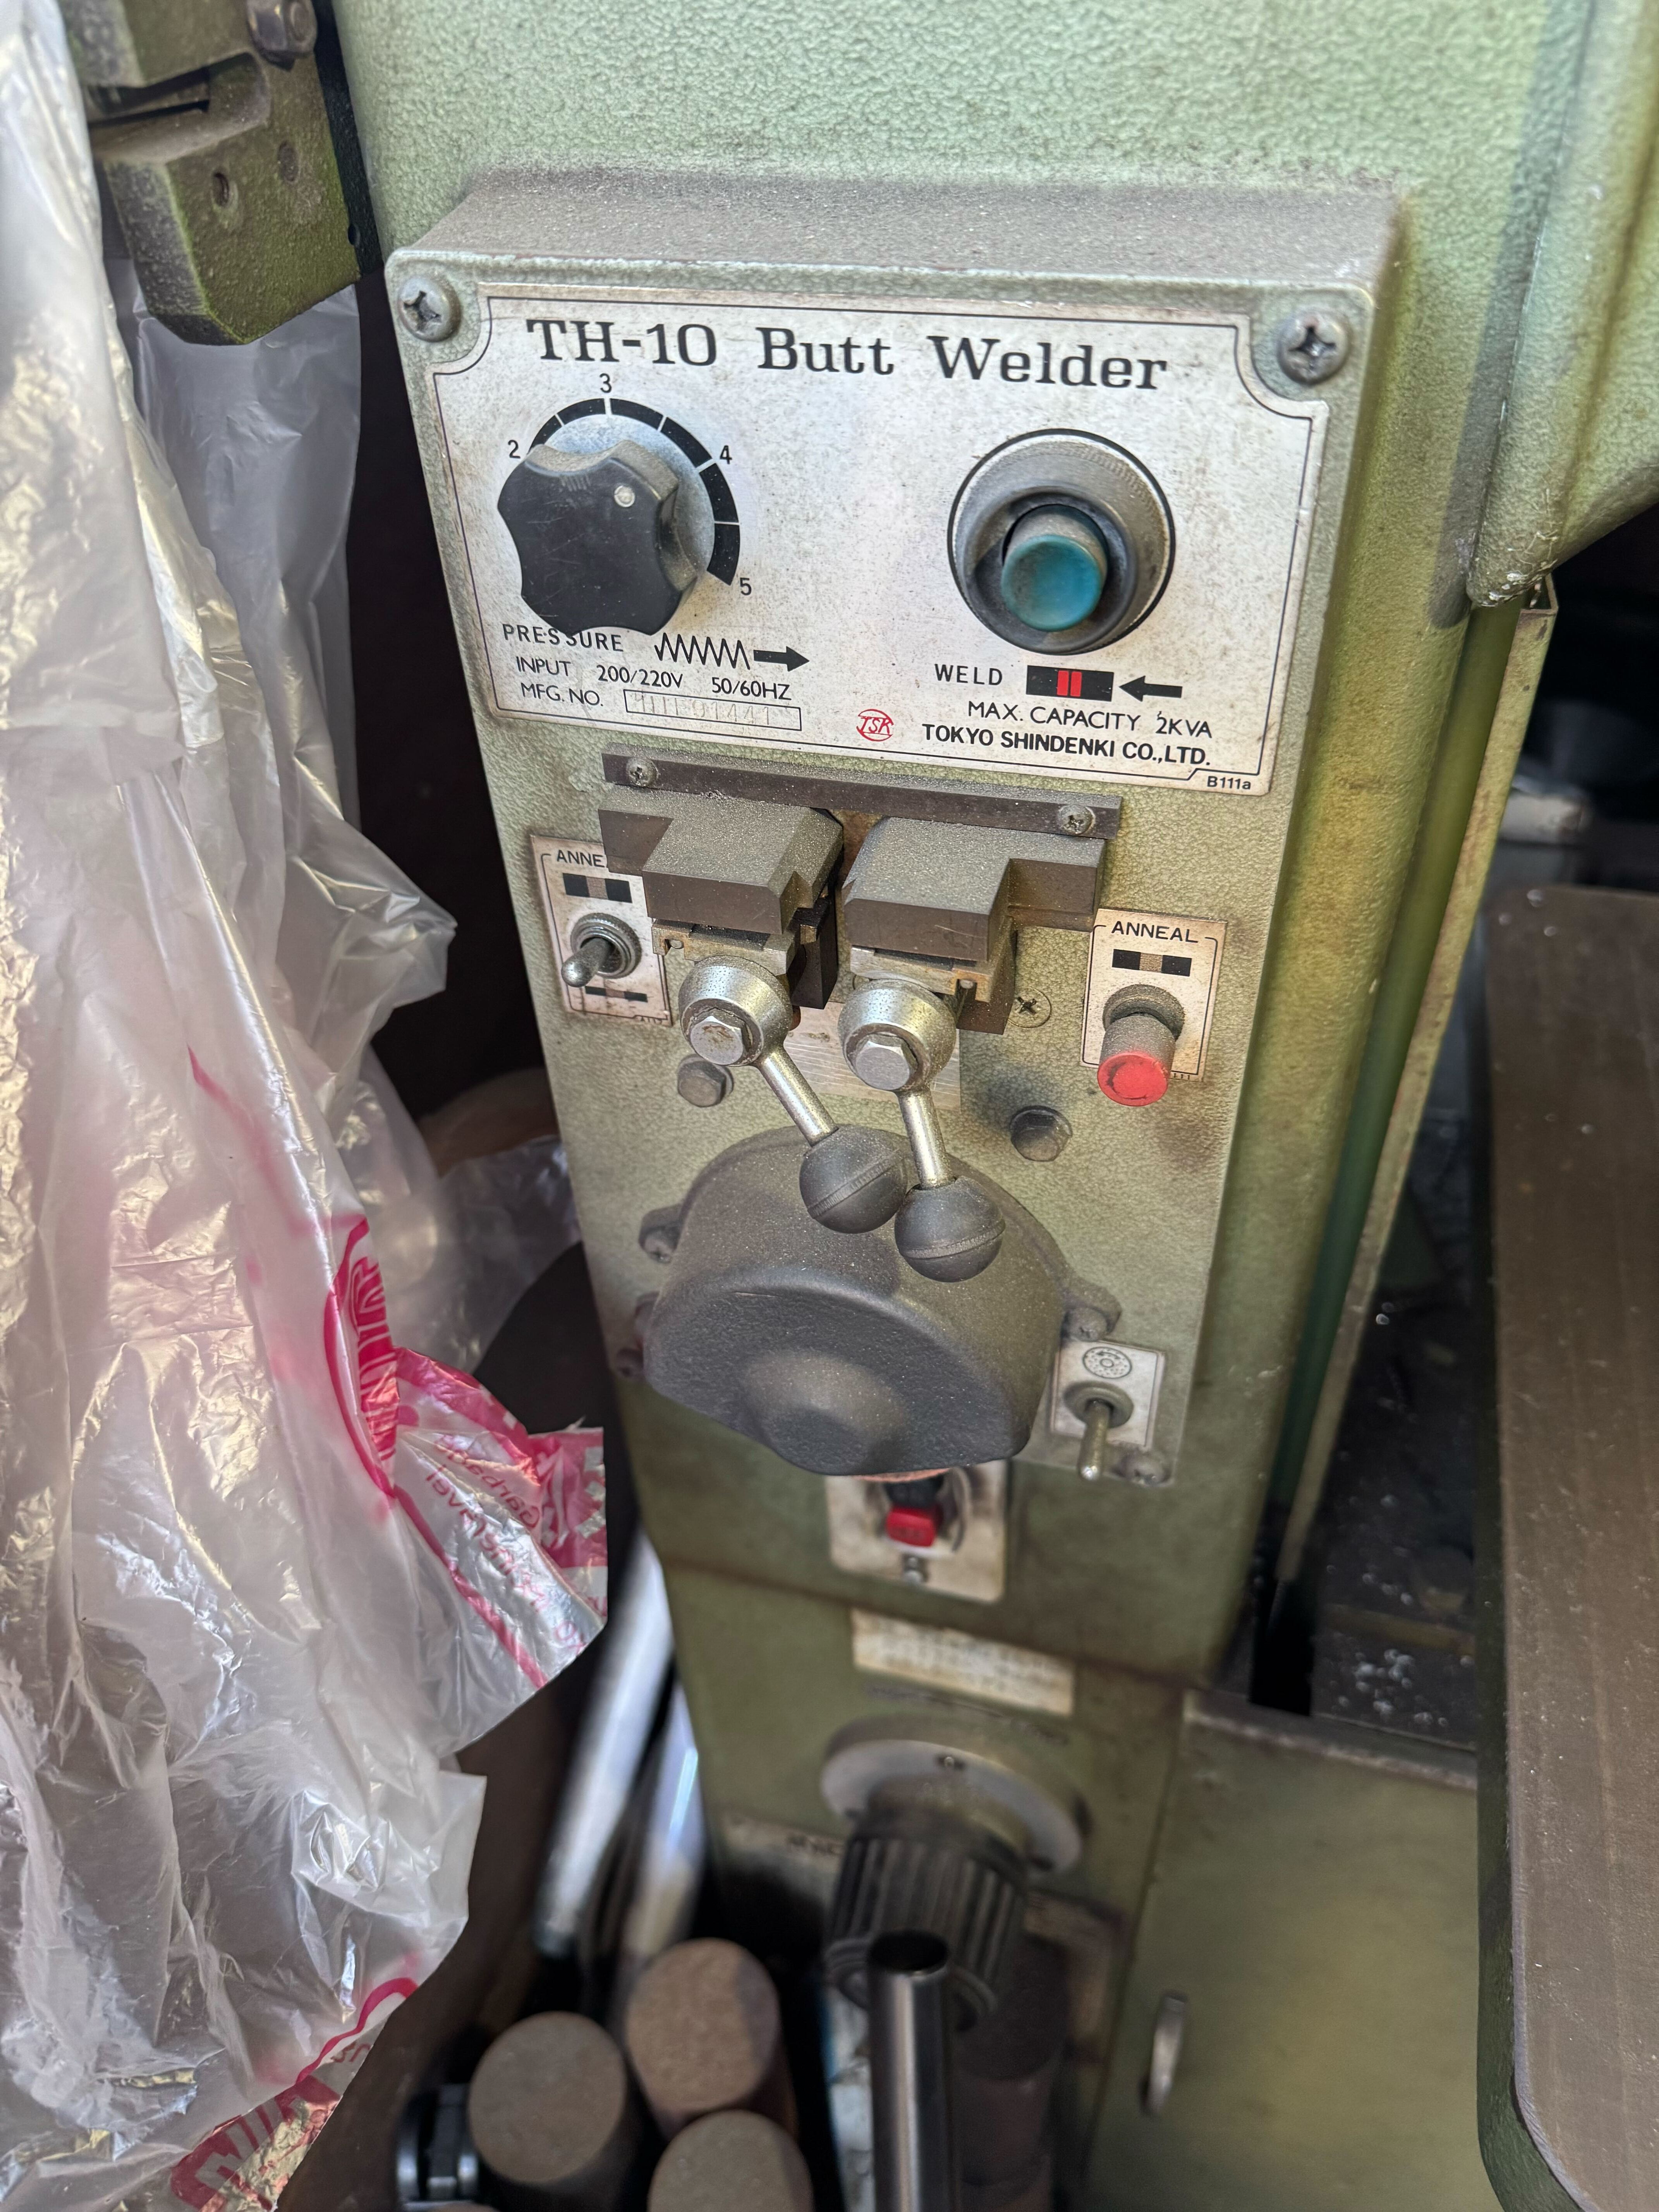 TH-10 Butt Welder
3
2
4
5
PRESSURE
INPUT 200/220V 50/60HZ
MFG. NO.
WELD
MAX. CAPACITY 2KVA
TSK
TOKYO SHINDENKI CO.,LTD.
B111a
ANNE
ANNEAL